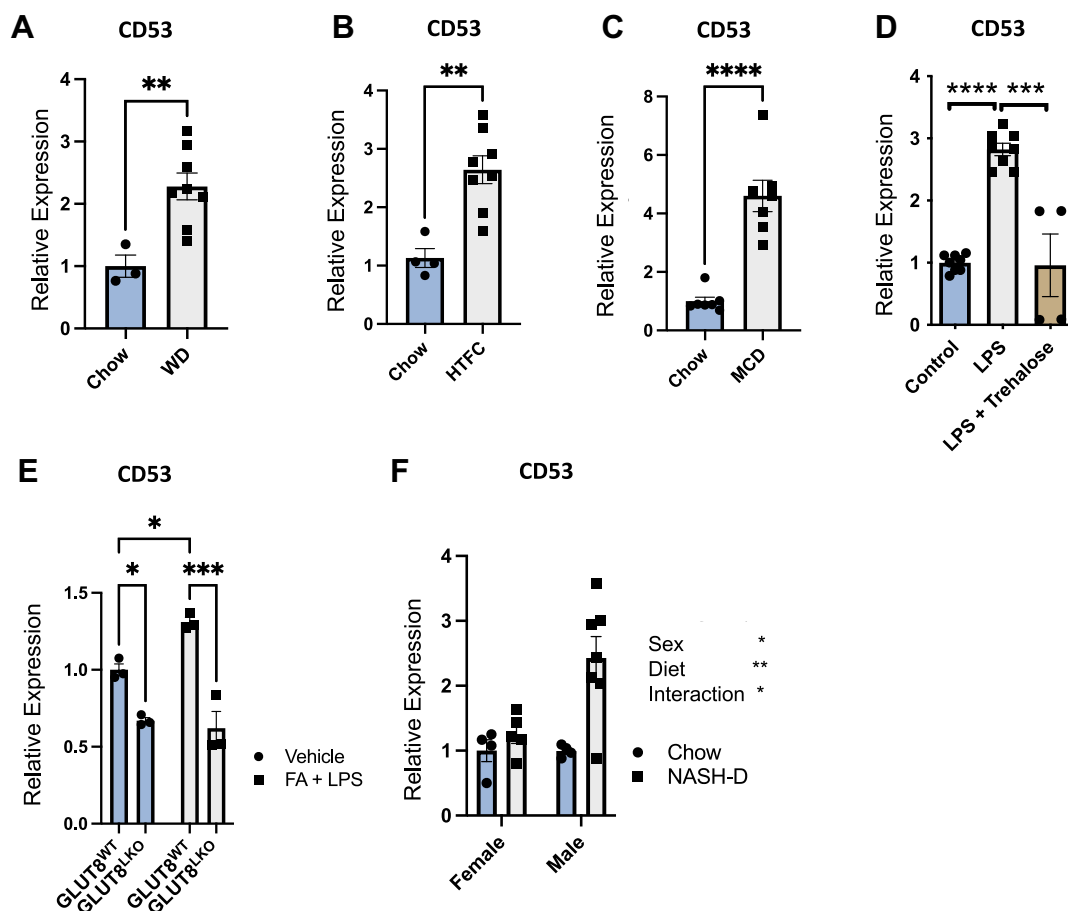 A
CD53
**
Relative Expression
4
3
2
1
0
Chow
WD
B
CD53
**
Relative Expression
4
3
2
1
0
Chow
HTFC
C
CD53
****
Relative Expression
8
6
4
2
0
Chow
MCD
D
CD53
**** ***
Relative Expression
4
3
2
1
0
Control
LPS
LPS + Trehalose
E
CD53
*
* ***
Relative Expression
1.5
1.0
0.5
0.0
GLUT8WT
GLUT8LKO
GLUT8WT
GLUT8LKO
Vehicle
FA + LPS
F
CD53
Relative Expression
4
3
2
1
0
Female
Male
Sex *
Diet **
Interaction *
Chow
NASH-D